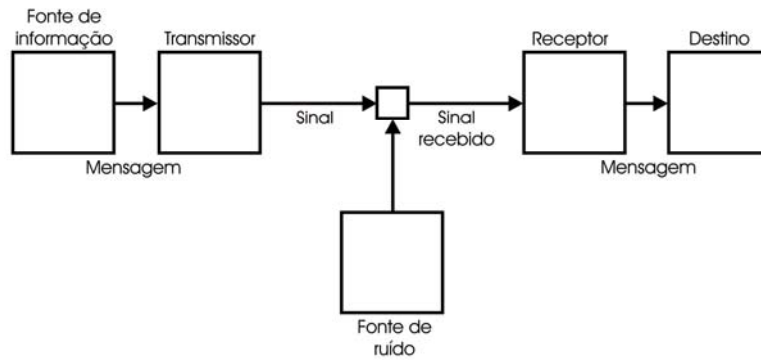 Fonte de
informação
Transmissor
Receptor
Destino
Sinal
Sinal
recebido
Mensagem
Mensagem
Fonte de
ruído